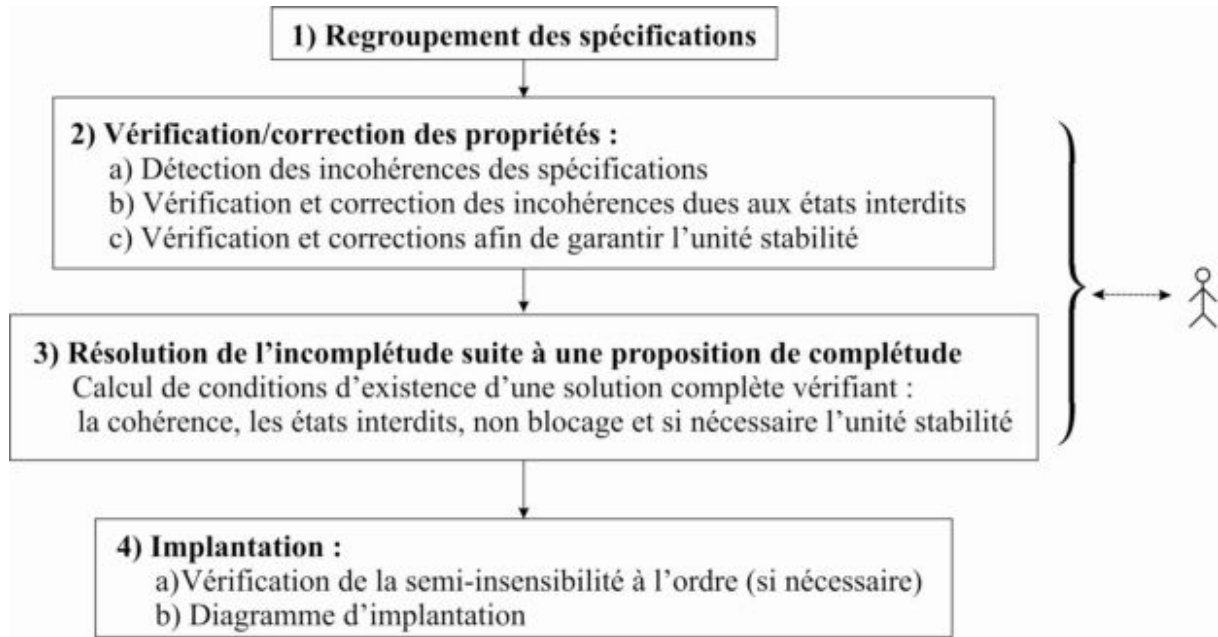 1) Regroupement des spécifications
2) Vérification/correction des propriétés :
a) Détection des incohérences des spécifications
b) Vérification et correction des incohérences dues aux états interdits
c) Vérification et corrections afin de garantir l'unité stabilité
3) Résolution de l'incomplétude suite à une proposition de complétude
Calcul de conditions d'existence d'une solution complète vérifiant :
la cohérence, les états interdits, non blocage et si nécessaire l'unité stabilité
4) Implantation :
a)Vérification de la semi-insensibilité à l'ordre (si nécessaire)
b) Diagramme d'implantation